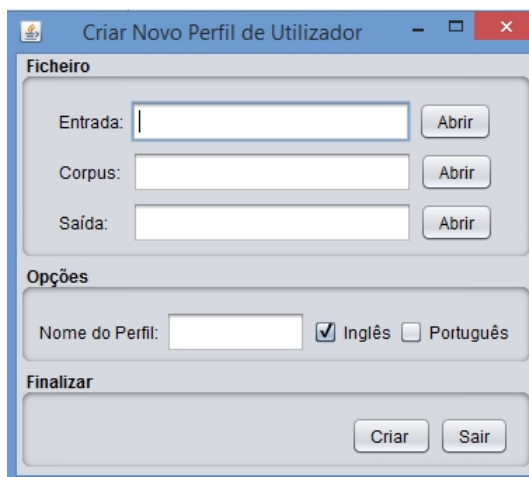 Criar Novo Perfil de Utilizador
Ficheiro
Entrada: Abrir
Corpus: Abrir
Saída: Abrir
Opções
Nome do Perfil: Inglês Português
Finalizar
Criar Sair